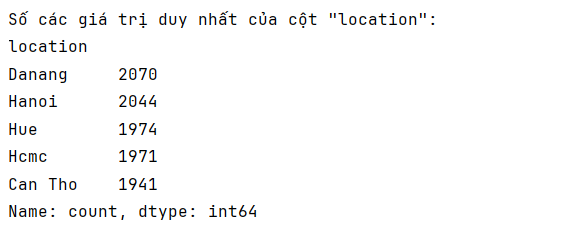 Số các giá trị duy nhất của cột "location":
location
Danang     2070
Hanoi      2044
Hue        1974
Hcmc       1971
Can Tho    1941
Name: count, dtype: int64